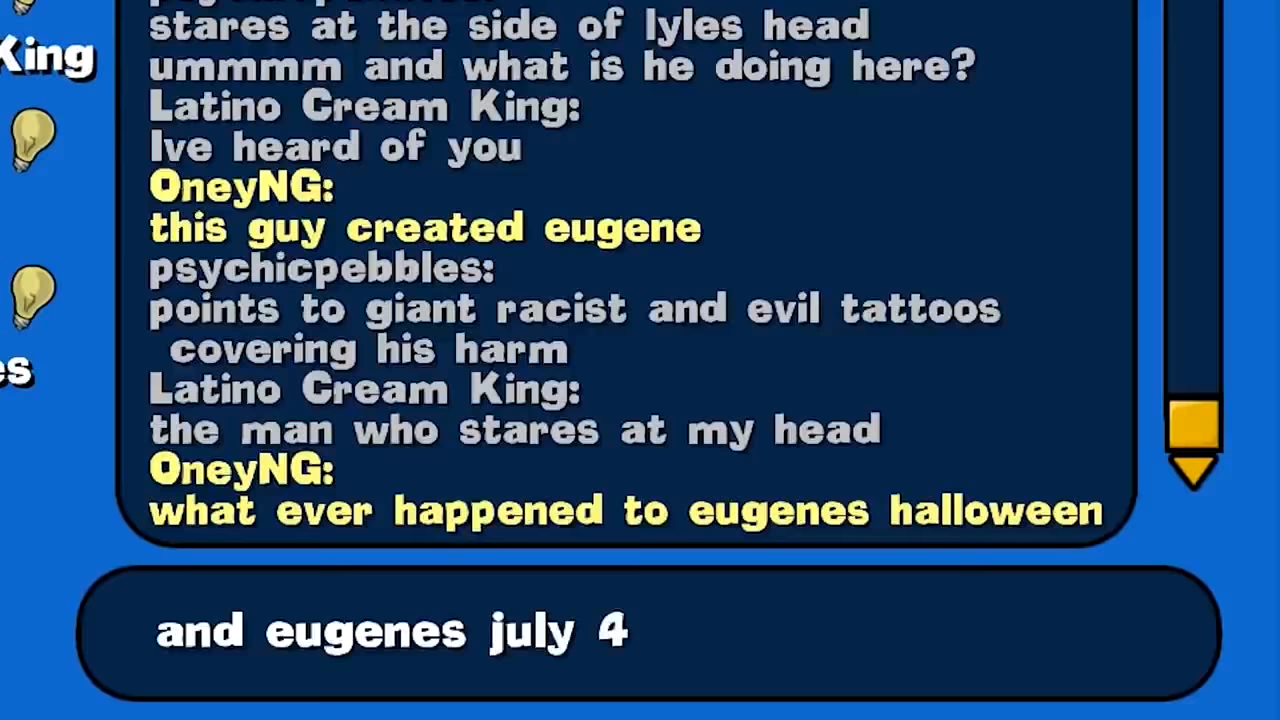 stares at the side of lyles head
King
ummmm and what is he doing here?
Latino Cream King:
Ive heard of you
OneyNG:
this guy created eugene
psychicpebbles:
points to giant racist and evil tattoos
covering his harm
es
Latino Cream King:
the man who stares at my head
OneyNG:
what ever happened to eugenes halloween
and eugenes july 4